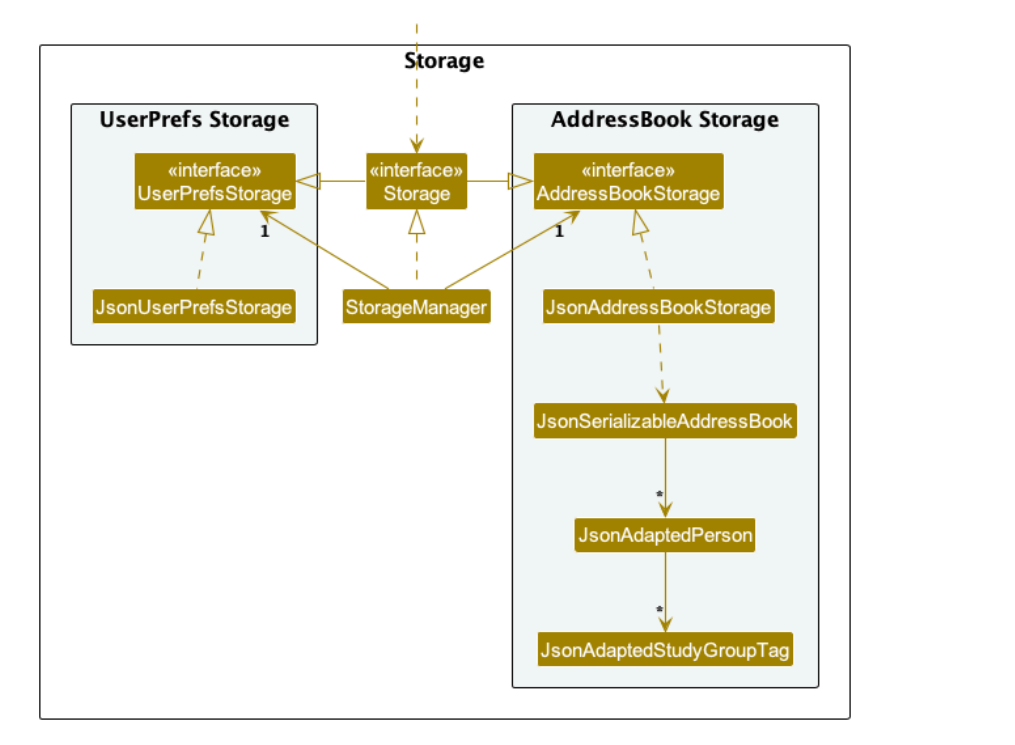 Storage
UserPrefs Storage
AddressBook Storage
«interface»
UserPrefsStorage
«interface»
Storage
«interface»
AddressBookStorage
1
1
JsonUserPrefsStorage
StorageManager
JsonAddressBookStorage
JsonSerializableAddressBook
*
JsonAdaptedPerson
*
JsonAdaptedStudyGroupTag